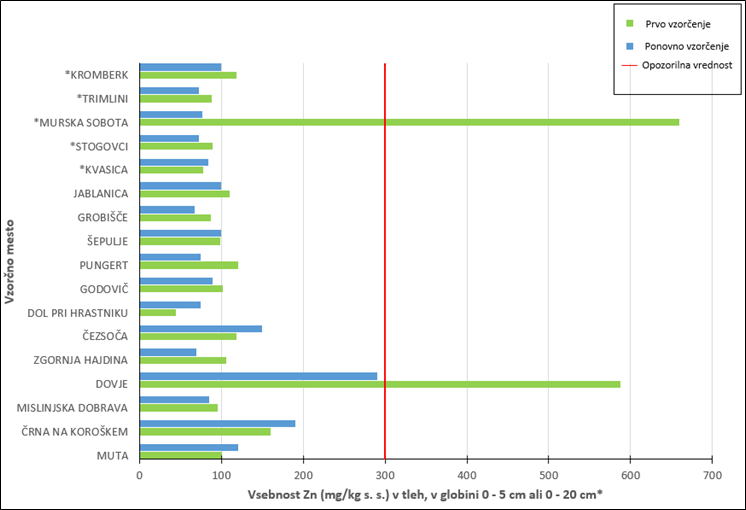 Prvo vzorčenje
Ponovno vzorčenje
Opozorilna vrednost
Vzorčno mesto
*KROMBERK
*TRIMLINI
*MURSKA SOBOTA
*STOGOVCI
*KVASICA
JABLANICA
GROBIŠČE
ŠEPULJE
PUNGERT
GODOVIČ
DOL PRI HRASTNIKU
ČEZSOČA
ZGORNJA HAJDINA
DOVJE
MISLINJSKA DOBRAVA
ČRNA NA KOROŠKEM
MUTA
0 100 200 300 400 500 600 700
Vsebnost Zn (mg/kg s. s.) v tleh, v globini 0 - 5 cm ali 0 - 20 cm*